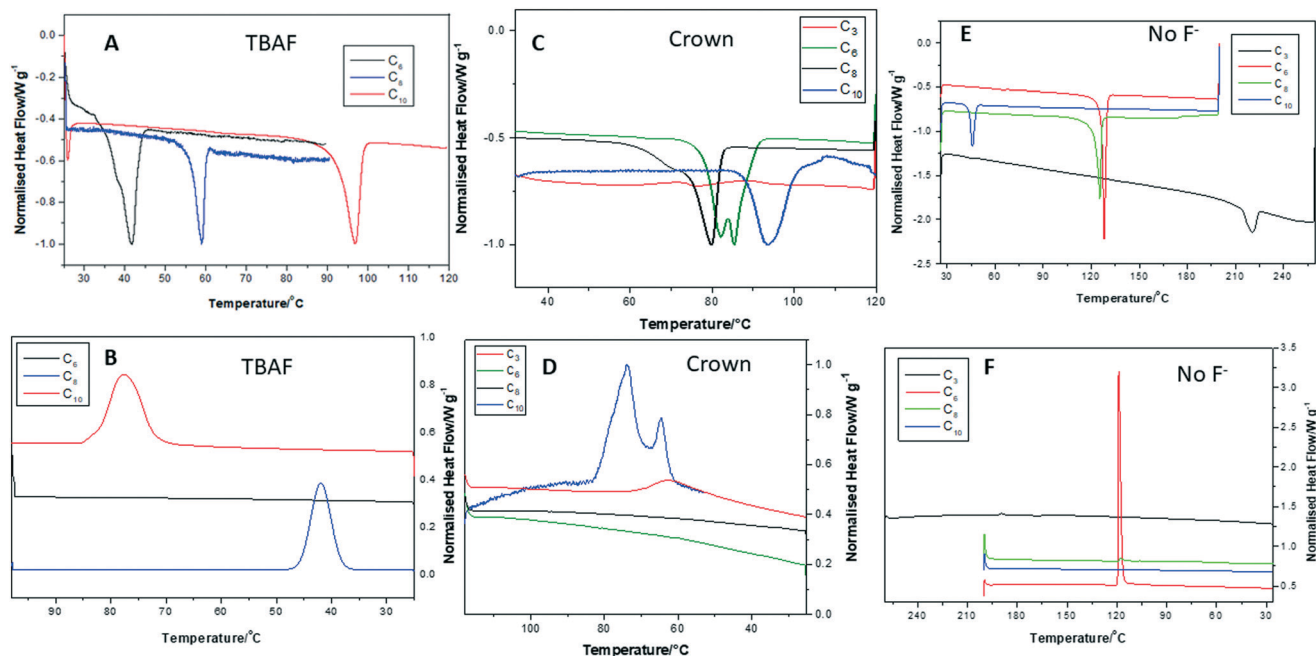 A
TBAF
C6
C8
C10
0.0
-0.2
-0.4
-0.6
-0.8
-1.0
30 40 50 60 70 80 90 100 110 120
Normalised Heat Flow/W g-1
Temperature/°C
C
Crown
C3
C6
C8
C10
0.0
-0.5
-1.0
40 60 80 100 120
Normalised Heat Flow/W g-1
Temperature/°C
E
No F-
C3
C6
C8
C10
0.0
-0.5
-1.0
-1.5
-2.0
-2.5
30 60 90 120 150 180 210 240
Normalised Heat Flow/W g-1
Temperature/°C
B
TBAF
C6
C8
C10
1.0
0.8
0.6
0.4
0.2
0.0
90 80 70 60 50 40 30
Normalised Heat Flow/W g-1
Temperature/°C
D
Crown
C3
C6
C8
C10
1.0
0.8
0.6
0.5
0.4
0.2
0.0
100 80 60 40
Normalised Heat Flow/W g-1
Temperature/°C
F
No F-
C3
C6
C8
C10
3.5
3.0
2.5
2.0
1.5
1.0
0.5
240 210 180 150 120 90 60 30
Normalised Heat Flow/W g-1
Temperature/°C